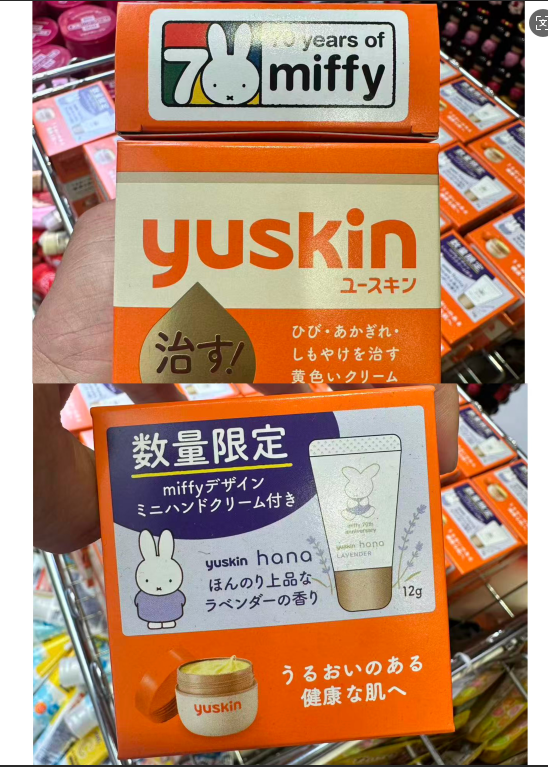 70 years of
miffy
yuskin
ユースキン
治す!
ひび・あかぎれ・
しもやけを治す
黄色いクリーム
数量限定
miffyデザイン
ミニハンドクリーム付き
miffy 70th
anniversary
yuskin hana
LAVENDER
yuskin hana
ほんのり上品な
ラベンダーの香り
12g
うるおいのある
健康な肌へ
yuskin